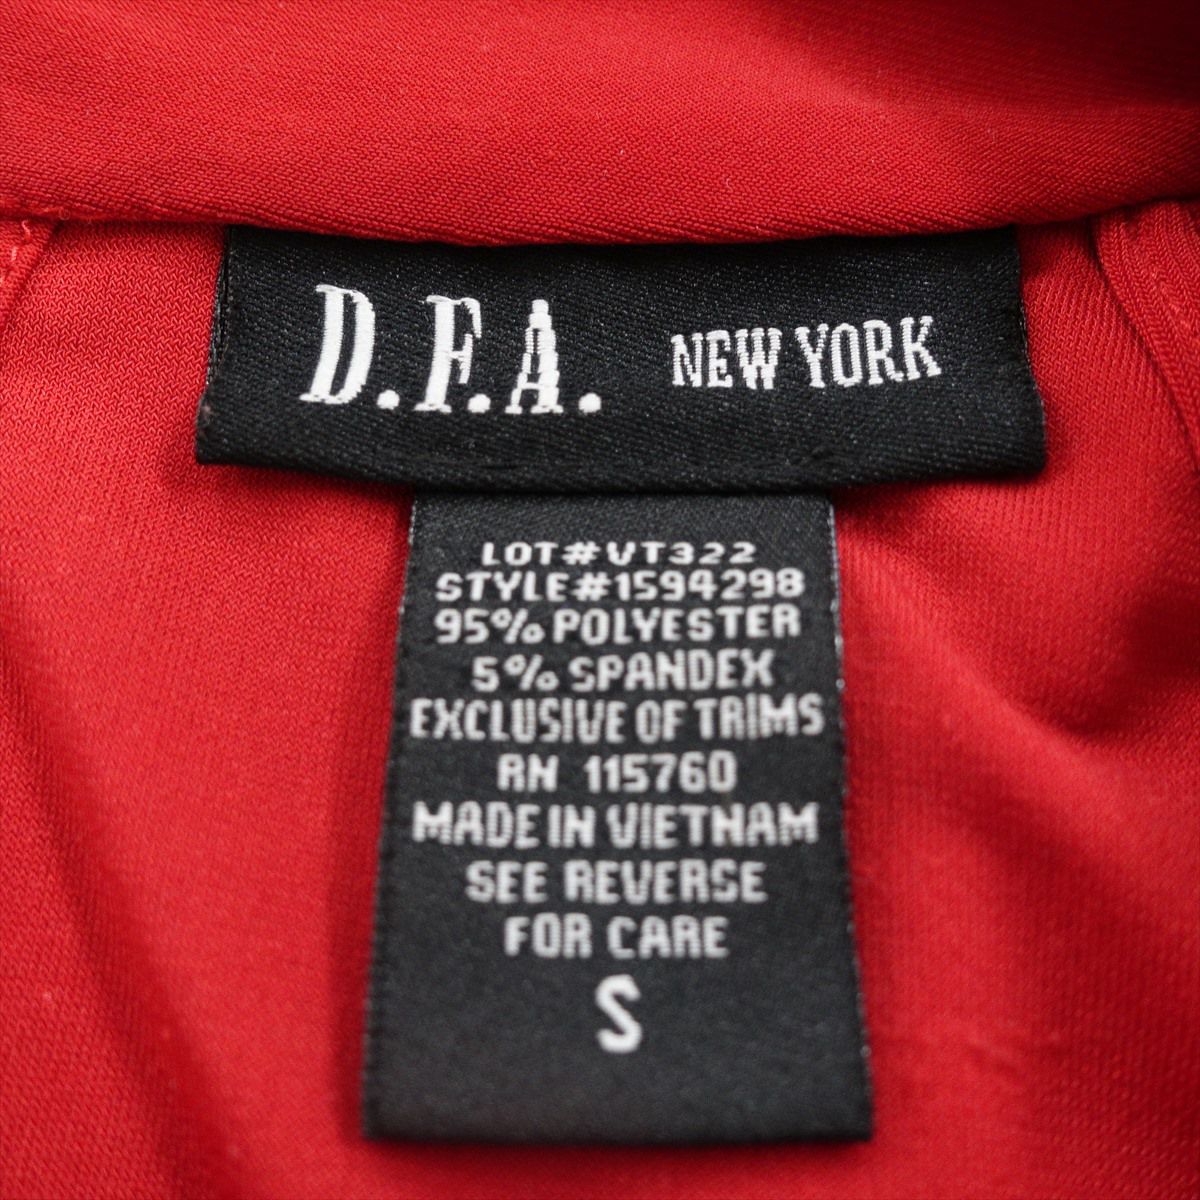 D.F.A. NEW YORK
LOT#VT322
STYLE#1594298
95% POLYESTER
5% SPANDEX
EXCLUSIVE OF TRIMS
RN 115760
MADE IN VIETNAM
SEE REVERSE
FOR CARE
S